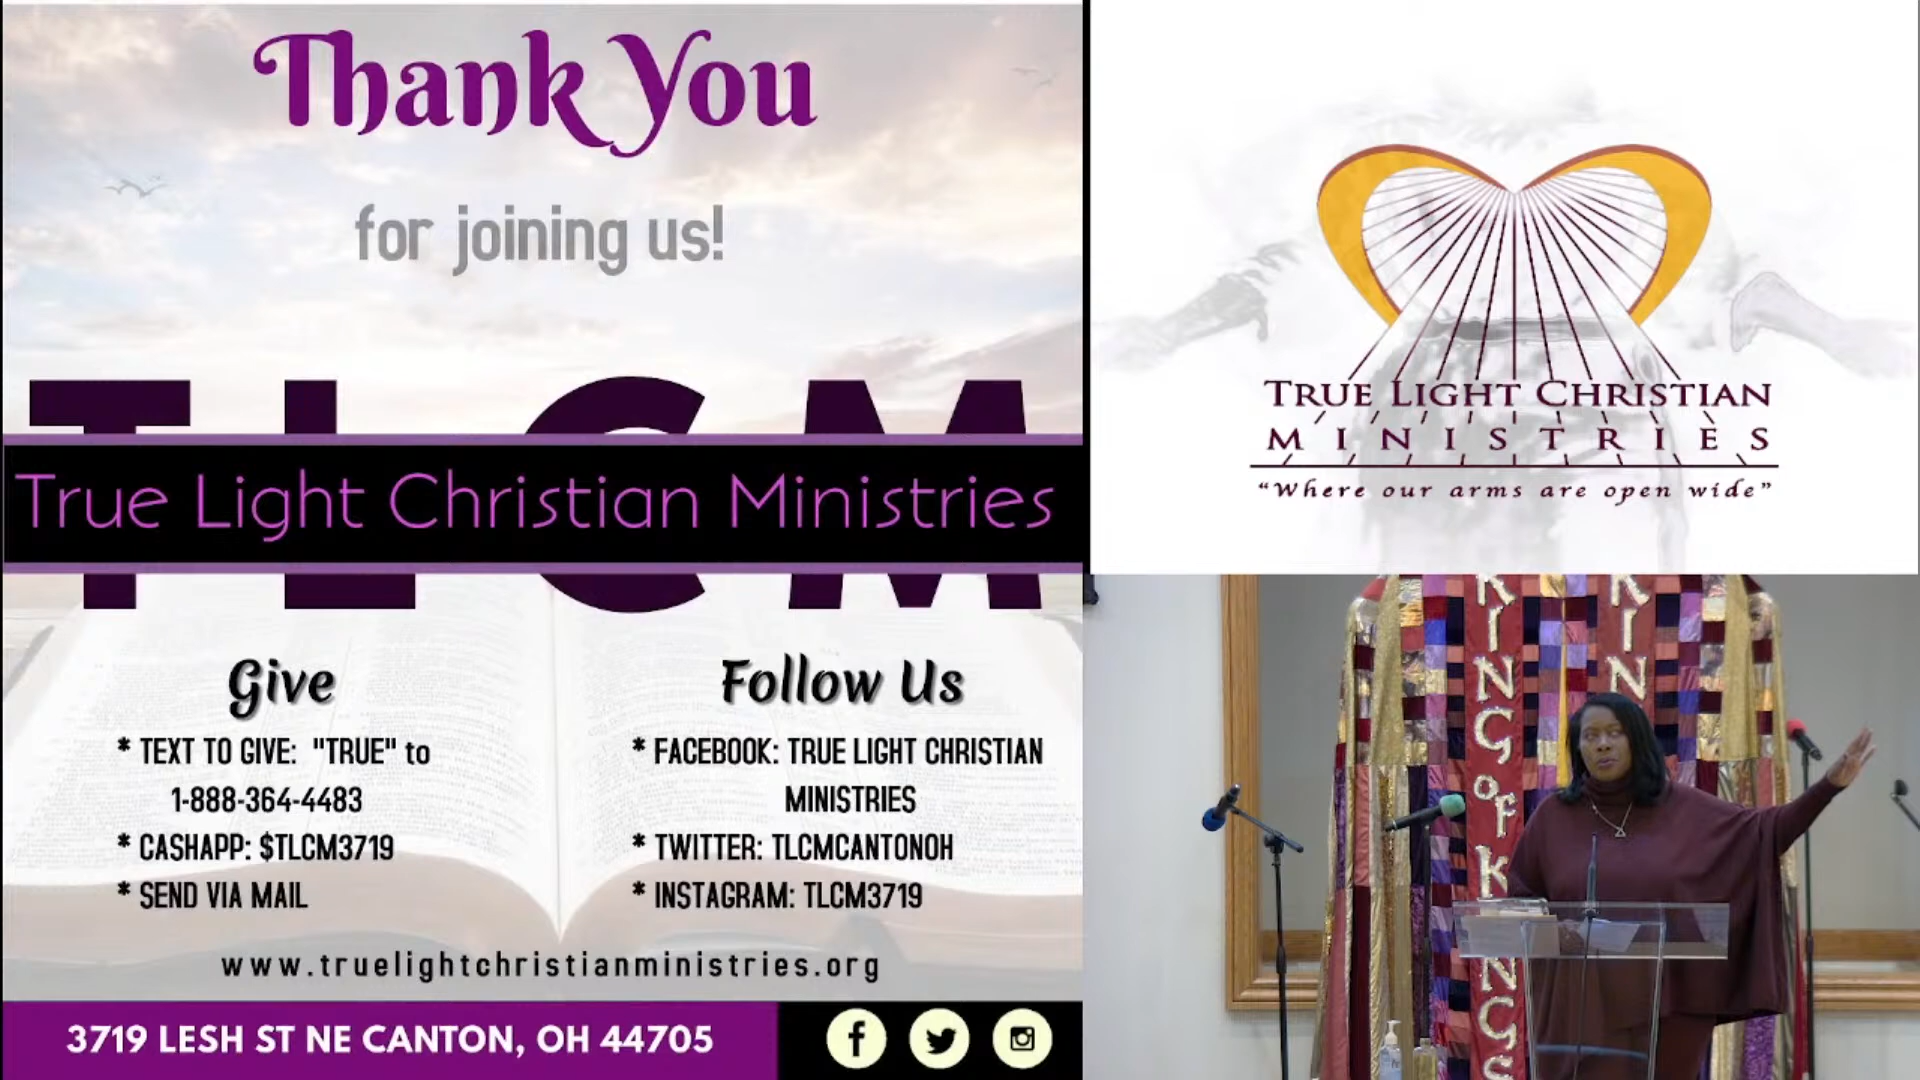 Thank You
for joining us!
TLCM
True Light Christian Ministries
Give
* TEXT TO GIVE: "TRUE" to
1-888-364-4483
* CASHAPP: $TLCM3719
* SEND VIA MAIL
Follow Us
* FACEBOOK: TRUE LIGHT CHRISTIAN
MINISTRIES
* TWITTER: TLCMCANTONOH
* INSTAGRAM: TLCM3719
www.truelightchristianministries.org
3719 LESH ST NE CANTON, OH 44705
TRUE LIGHT CHRISTIAN
MINISTRIES
"Where our arms are open wide"
KING
of
KINGS
KIN